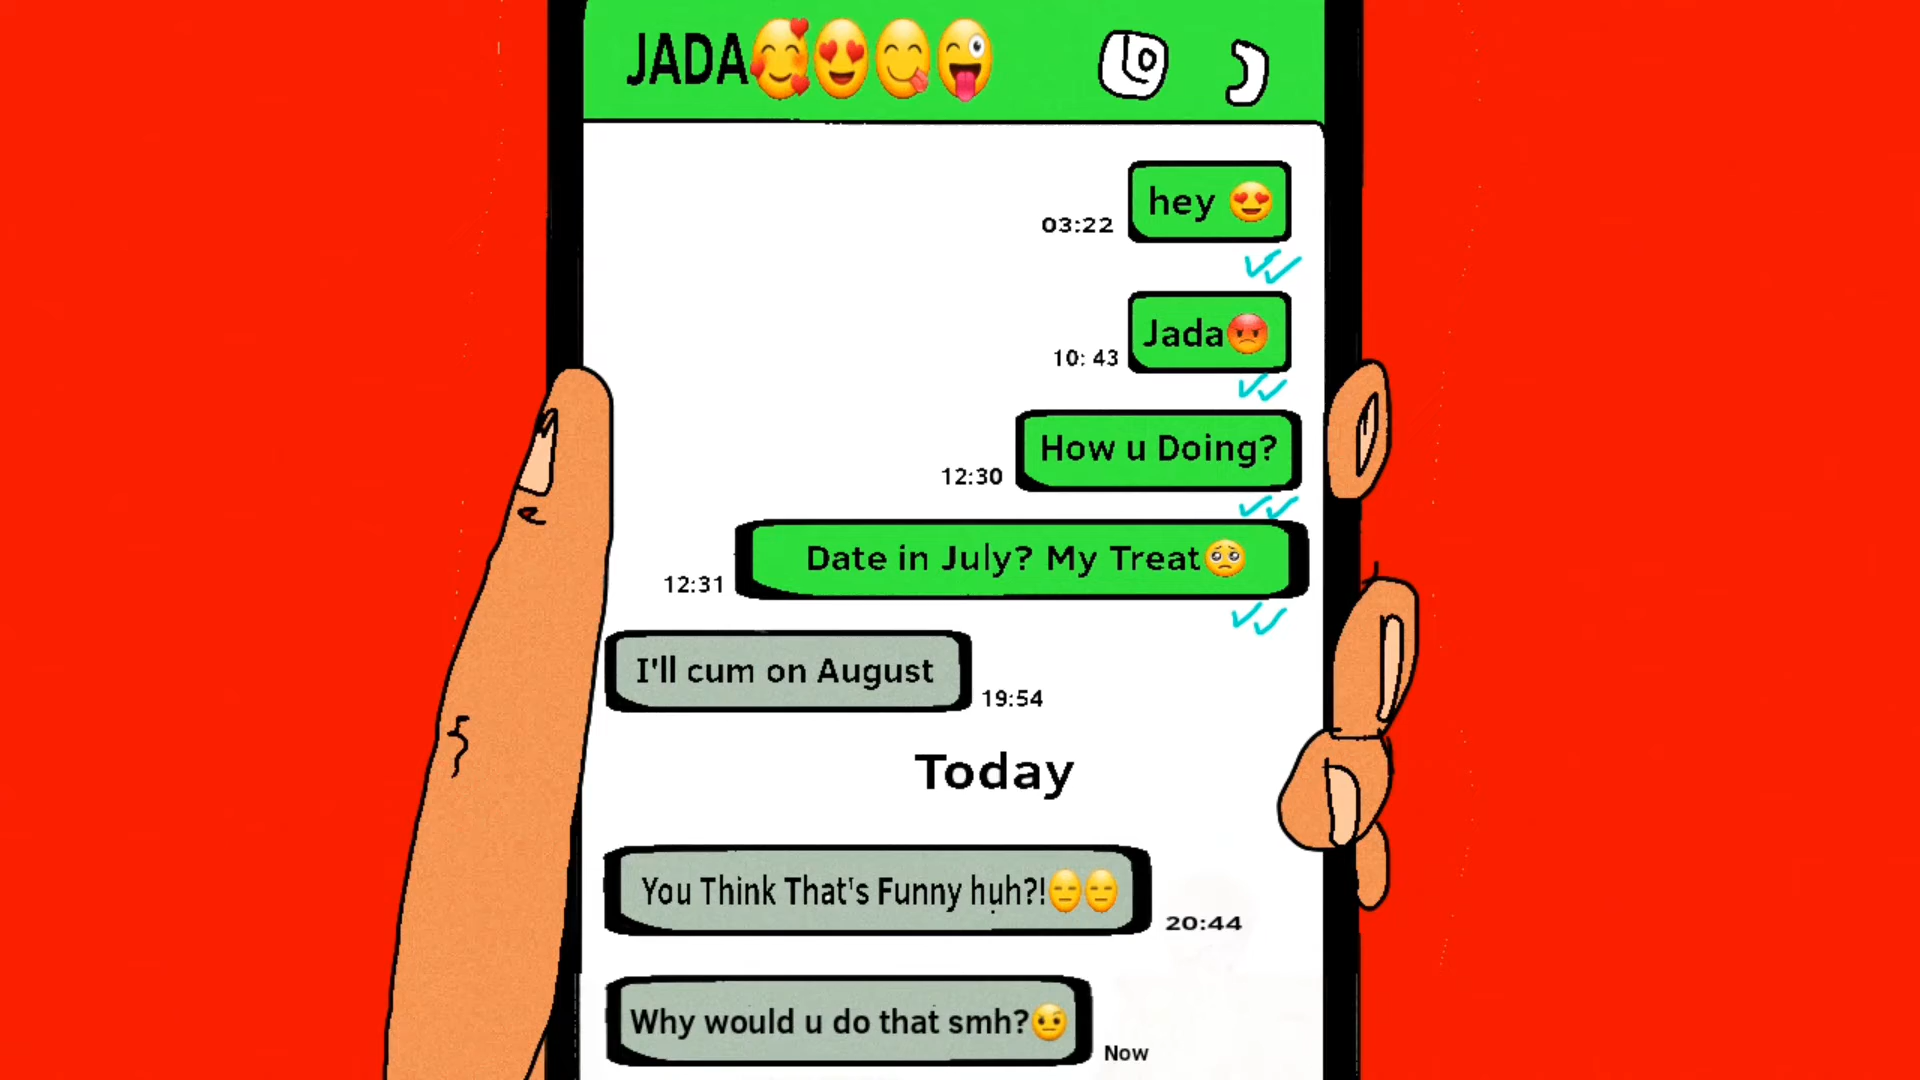 JADA🥰😍😋😜
hey 😍
03:22
Jada😡
10: 43
How u Doing?
12:30
Date in July? My Treat🥺
12:31
I'll cum on August
19:54
Today
You Think That's Funny huh?!😑😑
20:44
Why would u do that smh?🤨
Now